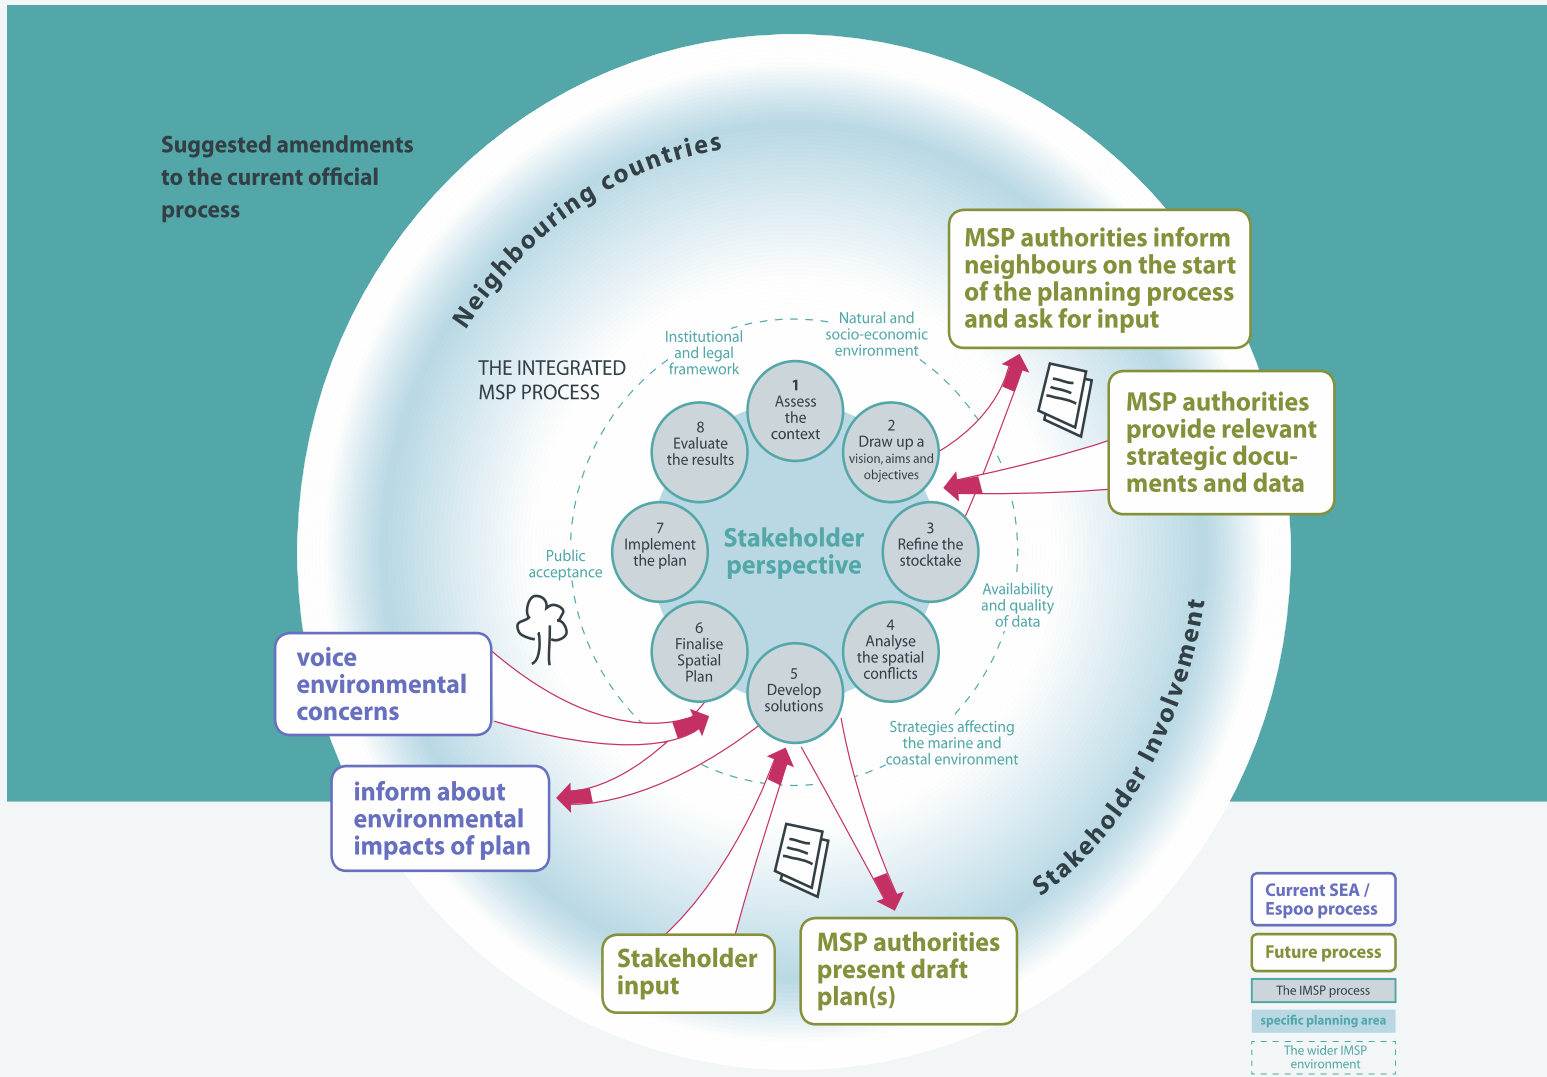 Suggested amendments
to the current official
process
Neighbouring countries
THE INTEGRATED
MSP PROCESS
Institutional
and legal
framework
Natural and
socio-economic
environment
MSP authorities inform
neighbours on the start
of the planning process
and ask for input
MSP authorities
provide relevant
strategic docu-
ments and data
1
Assess
the
context
2
Draw up a
vision, aims and
objectives
3
Refine the
stocktake
4
Analyse
the spatial
conflicts
5
Develop
solutions
6
Finalise
Spatial
Plan
7
Implement
the plan
8
Evaluate
the results
Stakeholder
perspective
Public
acceptance
Availability
and quality
of data
Strategies affecting
the marine and
coastal environment
Stakeholder Involvement
voice
environmental
concerns
inform about
environmental
impacts of plan
Stakeholder
input
MSP authorities
present draft
plan(s)
Current SEA /
Espoo process
Future process
The IMSP process
specific planning area
The wider IMSP
environment